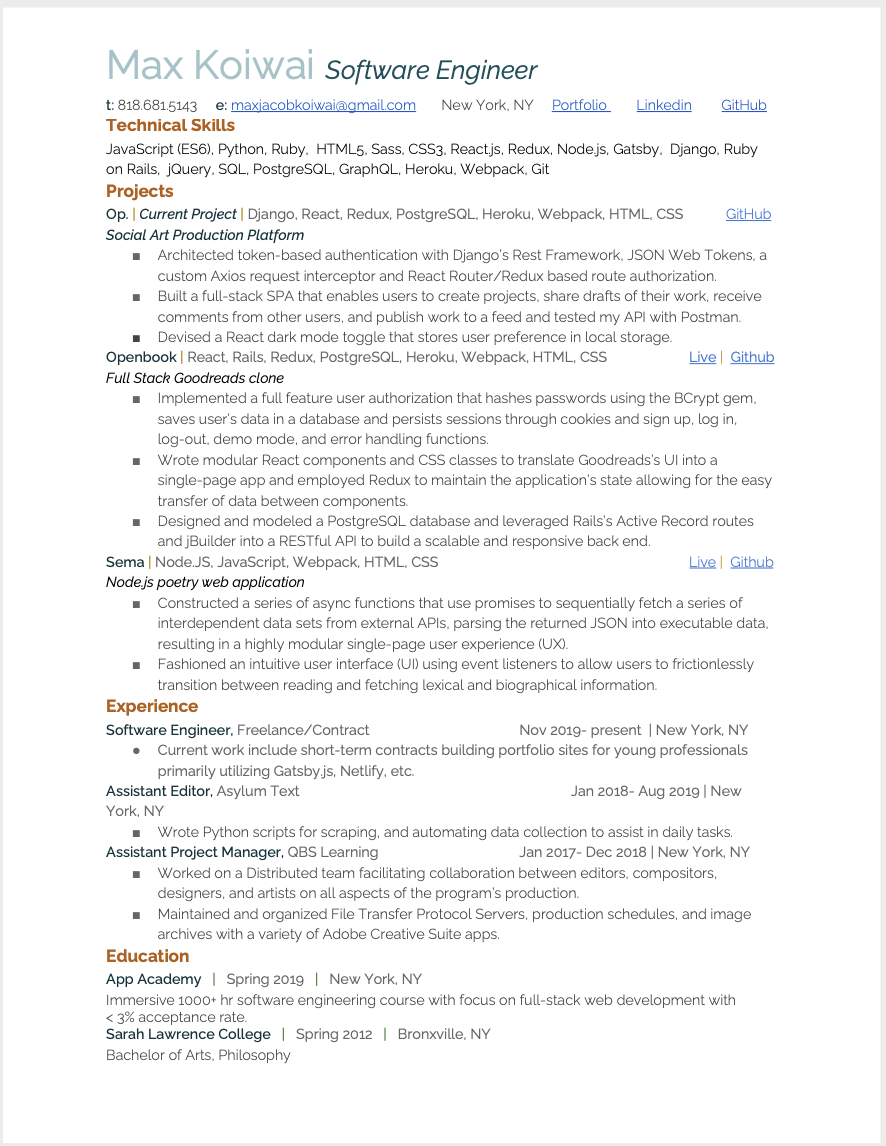 Max Koiwai Software Engineer
t: 818.681.5143 e: maxjacobkoiwai@gmail.com New York, NY Portfolio Linkedin GitHub
Technical Skills
JavaScript (ES6), Python, Ruby, HTML5, Sass, CSS3, React.js, Redux, Node.js, Gatsby, Django, Ruby
on Rails, jQuery, SQL, PostgreSQL, GraphQL, Heroku, Webpack, Git
Projects
Op. | Current Project | Django, React, Redux, PostgreSQL, Heroku, Webpack, HTML, CSS GitHub
Social Art Production Platform
■ Architected token-based authentication with Django's Rest Framework, JSON Web Tokens, a
custom Axios request interceptor and React Router/Redux based route authorization.
■ Built a full-stack SPA that enables users to create projects, share drafts of their work, receive
comments from other users, and publish work to a feed and tested my API with Postman.
■ Devised a React dark mode toggle that stores user preference in local storage.
Openbook | React, Rails, Redux, PostgreSQL, Heroku, Webpack, HTML, CSS Live | Github
Full Stack Goodreads clone
■ Implemented a full feature user authorization that hashes passwords using the BCrypt gem,
saves user's data in a database and persists sessions through cookies and sign up, log in,
log-out, demo mode, and error handling functions.
■ Wrote modular React components and CSS classes to translate Goodreads's UI into a
single-page app and employed Redux to maintain the application's state allowing for the easy
transfer of data between components.
■ Designed and modeled a PostgreSQL database and leveraged Rails's Active Record routes
and jBuilder into a RESTful API to build a scalable and responsive back end.
Sema | Node.JS, JavaScript, Webpack, HTML, CSS Live | Github
Node.js poetry web application
■ Constructed a series of async functions that use promises to sequentially fetch a series of
interdependent data sets from external APIs, parsing the returned JSON into executable data,
resulting in a highly modular single-page user experience (UX).
■ Fashioned an intuitive user interface (UI) using event listeners to allow users to frictionlessly
transition between reading and fetching lexical and biographical information.
Experience
Software Engineer, Freelance/Contract Nov 2019- present | New York, NY
● Current work include short-term contracts building portfolio sites for young professionals
primarily utilizing Gatsby.js, Netlify, etc.
Assistant Editor, Asylum Text Jan 2018- Aug 2019 | New
York, NY
■ Wrote Python scripts for scraping, and automating data collection to assist in daily tasks.
Assistant Project Manager, QBS Learning Jan 2017- Dec 2018 | New York, NY
■ Worked on a Distributed team facilitating collaboration between editors, compositors,
designers, and artists on all aspects of the program's production.
■ Maintained and organized File Transfer Protocol Servers, production schedules, and image
archives with a variety of Adobe Creative Suite apps.
Education
App Academy | Spring 2019 | New York, NY
Immersive 1000+ hr software engineering course with focus on full-stack web development with
< 3% acceptance rate.
Sarah Lawrence College | Spring 2012 | Bronxville, NY
Bachelor of Arts, Philosophy